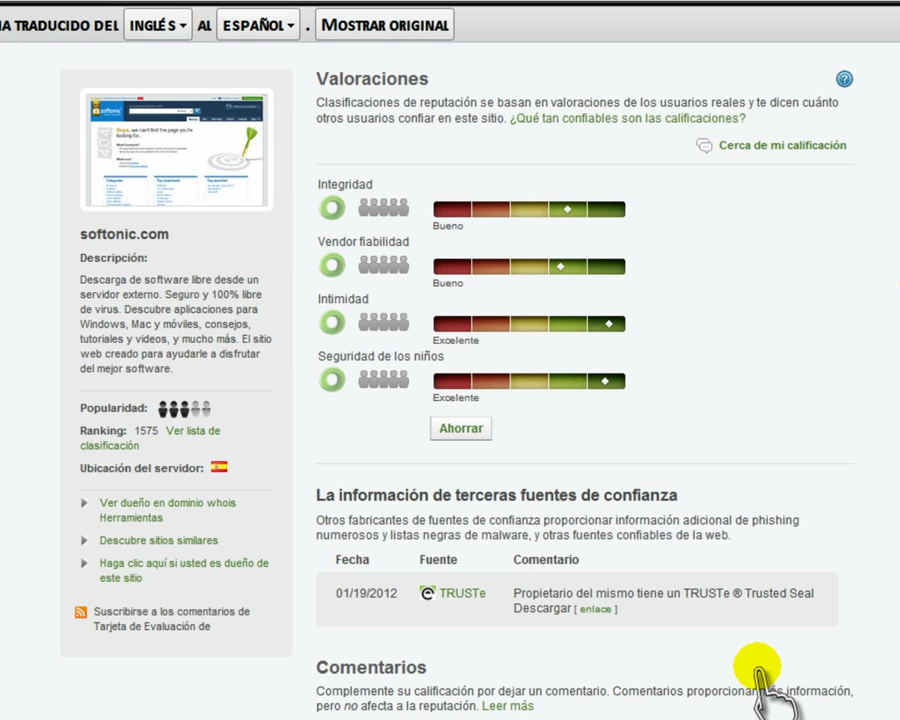 A TRADUCIDO DEL INGLÉS AL ESPAÑOL . MOSTRAR ORIGINAL
softonic.com
Descripción:
Descarga de software libre desde un
servidor externo. Seguro y 100% libre
de virus. Descubre aplicaciones para
Windows, Mac y móviles, consejos,
tutoriales y videos, y mucho más. El sitio
web creado para ayudarle a disfrutar
del mejor software.
Popularidad:
Ranking: 1575 Ver lista de
clasificación
Ubicación del servidor:
Ver dueño en dominio whois
Herramientas
Descubre sitios similares
Haga clic aquí si usted es dueño de
este sitio
Suscribirse a los comentarios de
Tarjeta de Evaluación de
Valoraciones
Clasificaciones de reputación se basan en valoraciones de los usuarios reales y te dicen cuánto
otros usuarios confiar en este sitio. ¿Qué tan confiables son las calificaciones?
Cerca de mi calificación
Integridad
Bueno
Vendor fiabilidad
Bueno
Intimidad
Excelente
Seguridad de los niños
Excelente
Ahorrar
La información de terceras fuentes de confianza
Otros fabricantes de fuentes de confianza proporcionar información adicional de phishing
numerosos y listas negras de malware, y otras fuentes confiables de la web.
Fecha Fuente Comentario
01/19/2012 TRUSTe Propietario del mismo tiene un TRUSTe ® Trusted Seal
Descargar [ enlace ]
Comentarios
Complemente su calificación por dejar un comentario. Comentarios proporcionar información,
pero no afecta a la reputación. Leer más